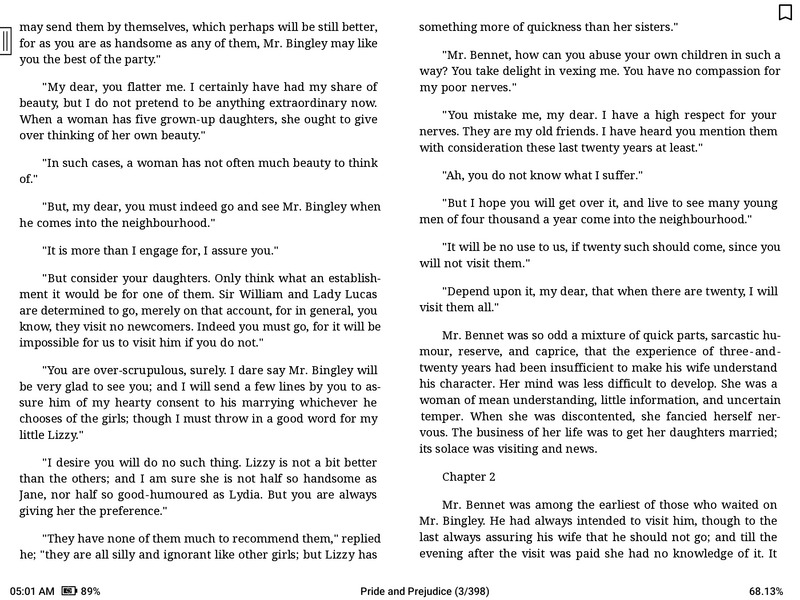 may send them by themselves, which perhaps will be still better,
for as you are as handsome as any of them, Mr. Bingley may like
you the best of the party."
"My dear, you flatter me. I certainly have had my share of
beauty, but I do not pretend to be anything extraordinary now.
When a woman has five grown-up daughters, she ought to give
over thinking of her own beauty."
"In such cases, a woman has not often much beauty to think
of."
"But, my dear, you must indeed go and see Mr. Bingley when
he comes into the neighbourhood."
"It is more than I engage for, I assure you."
"But consider your daughters. Only think what an establish-
ment it would be for one of them. Sir William and Lady Lucas
are determined to go, merely on that account, for in general, you
know, they visit no newcomers. Indeed you must go, for it will be
impossible for us to visit him if you do not."
"You are over-scrupulous, surely. I dare say Mr. Bingley will
be very glad to see you; and I will send a few lines by you to as-
sure him of my hearty consent to his marrying whichever he
chooses of the girls; though I must throw in a good word for my
little Lizzy."
"I desire you will do no such thing. Lizzy is not a bit better
than the others; and I am sure she is not half so handsome as
Jane, nor half so good-humoured as Lydia. But you are always
giving her the preference."
"They have none of them much to recommend them," replied
he; "they are all silly and ignorant like other girls; but Lizzy has
something more of quickness than her sisters."
"Mr. Bennet, how can you abuse your own children in such a
way? You take delight in vexing me. You have no compassion for
my poor nerves."
"You mistake me, my dear. I have a high respect for your
nerves. They are my old friends. I have heard you mention them
with consideration these last twenty years at least."
"Ah, you do not know what I suffer."
"But I hope you will get over it, and live to see many young
men of four thousand a year come into the neighbourhood."
"It will be no use to us, if twenty such should come, since you
will not visit them."
"Depend upon it, my dear, that when there are twenty, I will
visit them all."
Mr. Bennet was so odd a mixture of quick parts, sarcastic hu-
mour, reserve, and caprice, that the experience of three-and-
twenty years had been insufficient to make his wife understand
his character. Her mind was less difficult to develop. She was a
woman of mean understanding, little information, and uncertain
temper. When she was discontented, she fancied herself ner-
vous. The business of her life was to get her daughters married;
its solace was visiting and news.
Chapter 2
Mr. Bennet was among the earliest of those who waited on
Mr. Bingley. He had always intended to visit him, though to the
last always assuring his wife that he should not go; and till the
evening after the visit was paid she had no knowledge of it. It
05:01 AM 89% Pride and Prejudice (3/398) 68.13%